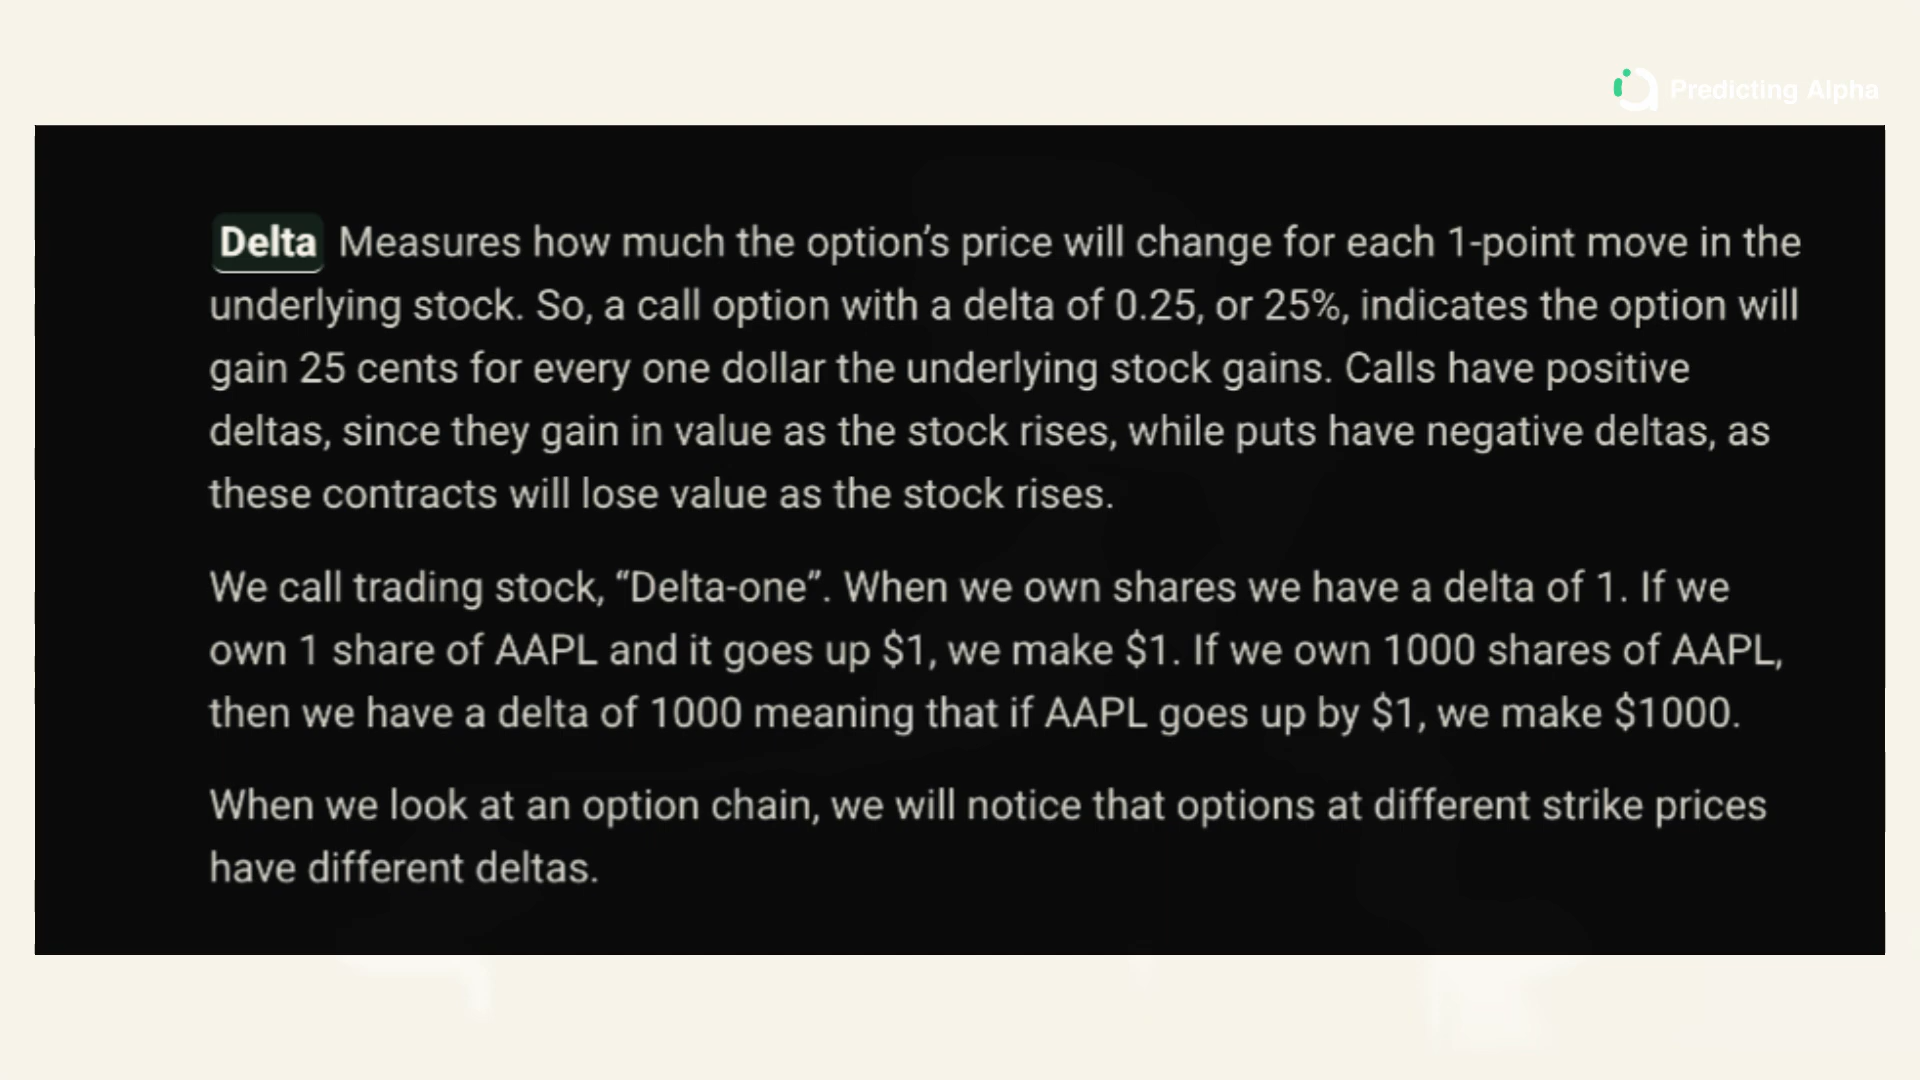 Predicting Alpha
Delta Measures how much the option’s price will change for each 1-point move in the
underlying stock. So, a call option with a delta of 0.25, or 25%, indicates the option will
gain 25 cents for every one dollar the underlying stock gains. Calls have positive
deltas, since they gain in value as the stock rises, while puts have negative deltas, as
these contracts will lose value as the stock rises.
We call trading stock, “Delta-one”. When we own shares we have a delta of 1. If we
own 1 share of AAPL and it goes up $1, we make $1. If we own 1000 shares of AAPL,
then we have a delta of 1000 meaning that if AAPL goes up by $1, we make $1000.
When we look at an option chain, we will notice that options at different strike prices
have different deltas.